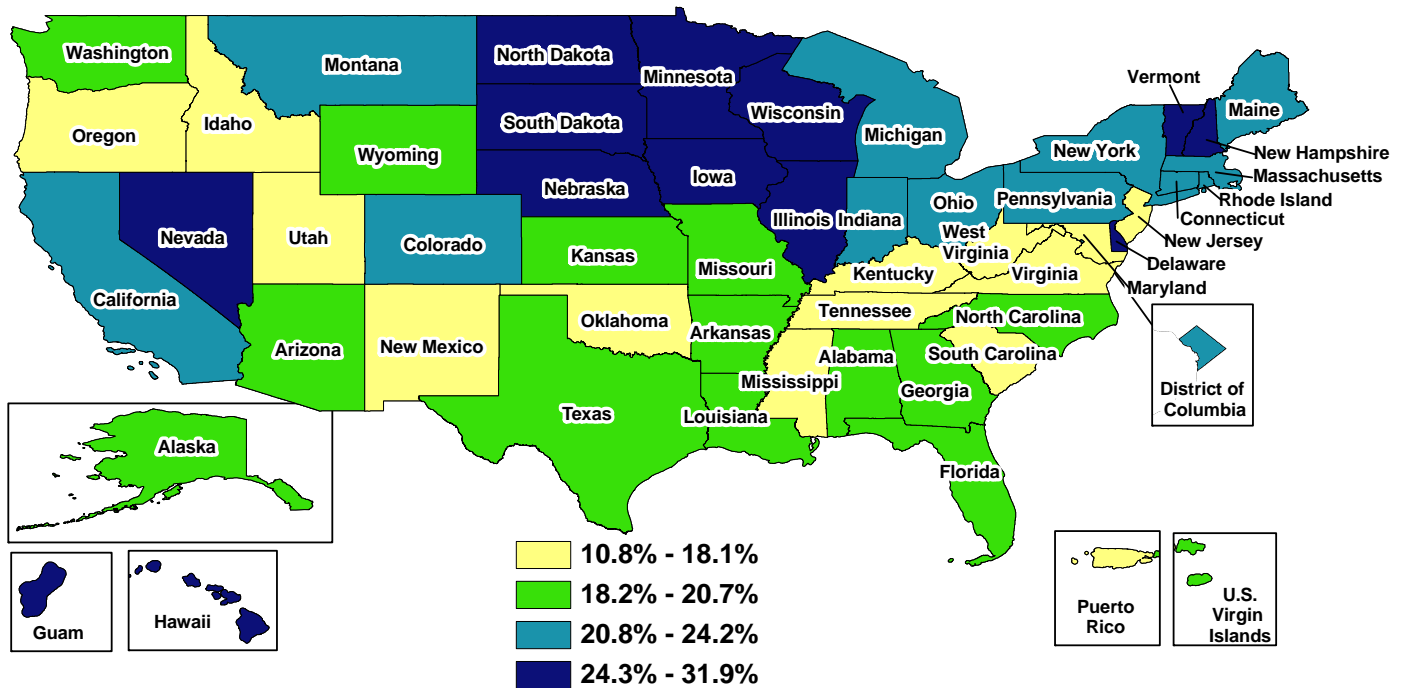 Washington
Montana
North Dakota
Minnesota
Vermont
Maine
Oregon
Idaho
South Dakota
Wisconsin
Michigan
New York
New Hampshire
Wyoming
Massachusetts
Nebraska
Iowa
Pennsylvania
Rhode Island
Ohio
Illinois
Indiana
Connecticut
Nevada
Utah
Colorado
Kansas
West
Virginia
New Jersey
Missouri
Kentucky
Virginia
Delaware
California
Maryland
Tennessee
North Carolina
Oklahoma
Arkansas
Arizona
New Mexico
Alabama
South Carolina
Mississippi
Georgia
District of
Columbia
Texas
Louisiana
Alaska
Florida
10.8% - 18.1%
18.2% - 20.7%
20.8% - 24.2%
24.3% - 31.9%
Guam
Hawaii
Puerto
Rico
U.S.
Virgin
Islands